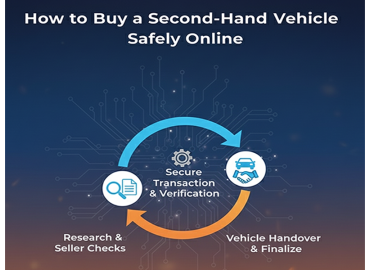 How to Buy a Second-Hand Vehicle
Safely Online
Secure
Transaction
& Verification
Research &
Seller Checks
Vehicle Handover
& Finalize